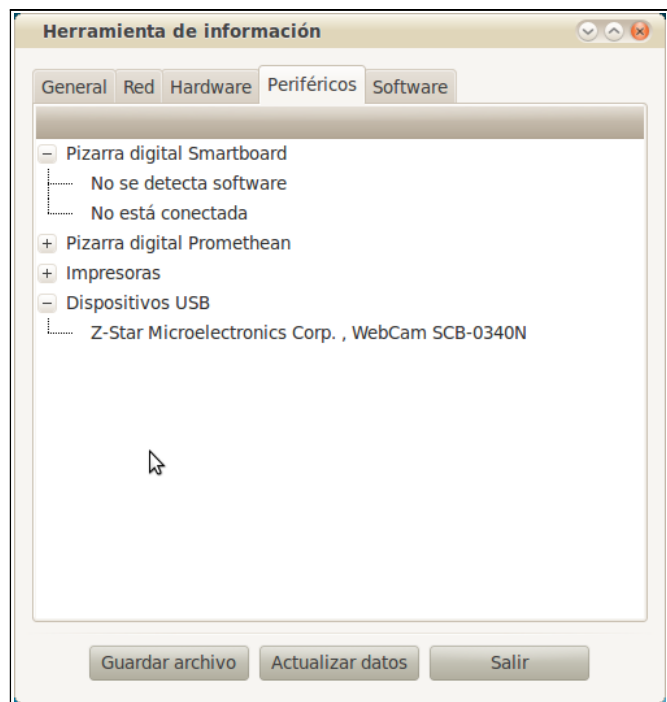 Herramienta de información
General Red Hardware Periféricos Software
Pizarra digital Smartboard
No se detecta software
No está conectada
Pizarra digital Promethean
Impresoras
Dispositivos USB
Z-Star Microelectronics Corp. , WebCam SCB-0340N
Guardar archivo Actualizar datos Salir